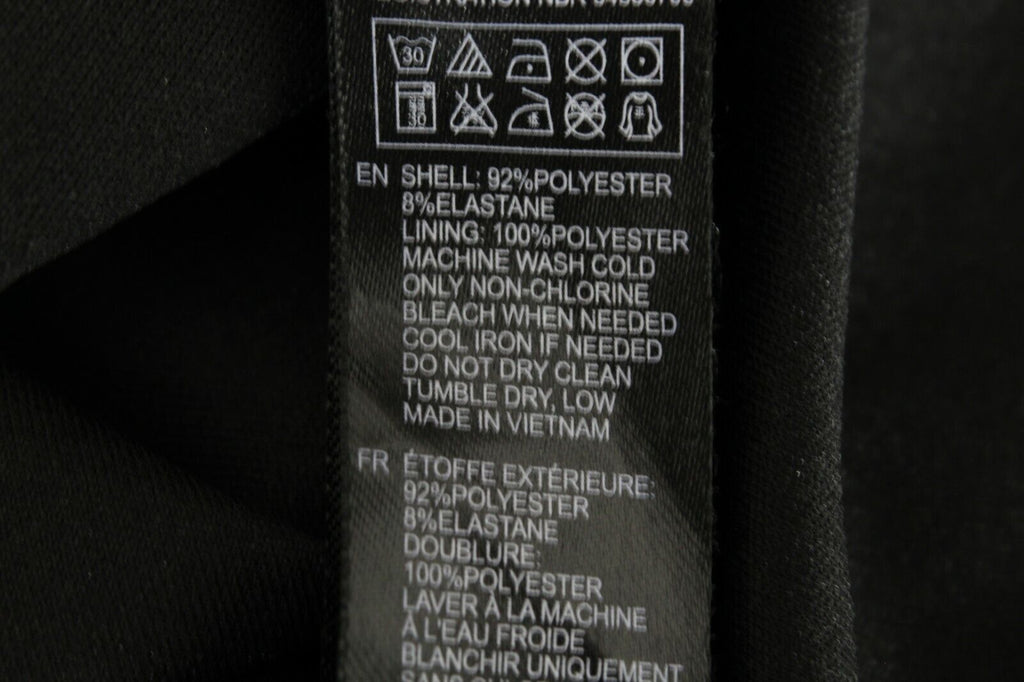 30
30
EN SHELL: 92%POLYESTER
8%ELASTANE
LINING: 100%POLYESTER
MACHINE WASH COLD
ONLY NON-CHLORINE
BLEACH WHEN NEEDED
COOL IRON IF NEEDED
DO NOT DRY CLEAN
TUMBLE DRY, LOW
MADE IN VIETNAM
FR ÉTOFFE EXTÉRIEURE:
92%POLYESTER
8%ELASTANE
DOUBLURE:
100%POLYESTER
LAVER À LA MACHINE
À L'EAU FROIDE
BLANCHIR UNIQUEMENT